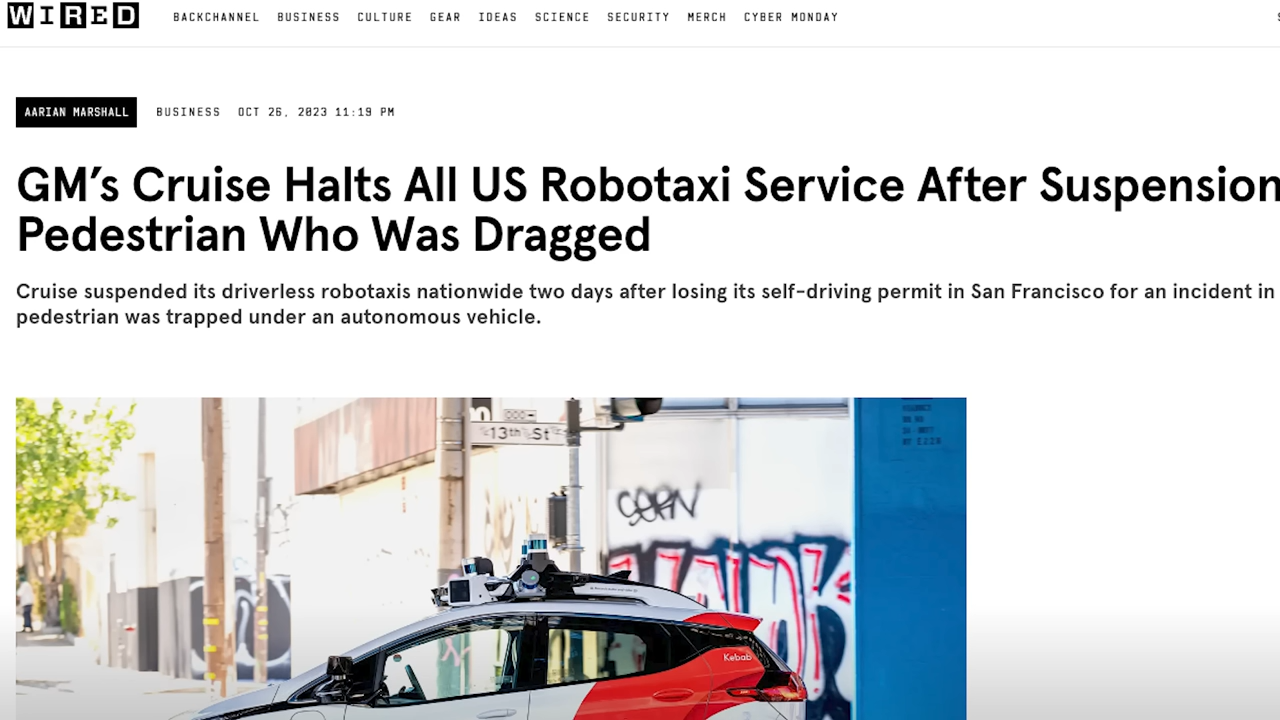 WIRED
BACKCHANNEL BUSINESS CULTURE GEAR IDEAS SCIENCE SECURITY MERCH CYBER MONDAY
AARIAN MARSHALL BUSINESS OCT 26, 2023 11:19 PM
GM’s Cruise Halts All US Robotaxi Service After Suspension
Pedestrian Who Was Dragged
Cruise suspended its driverless robotaxis nationwide two days after losing its self-driving permit in San Francisco for an incident in
pedestrian was trapped under an autonomous vehicle.
13th St
Kebab